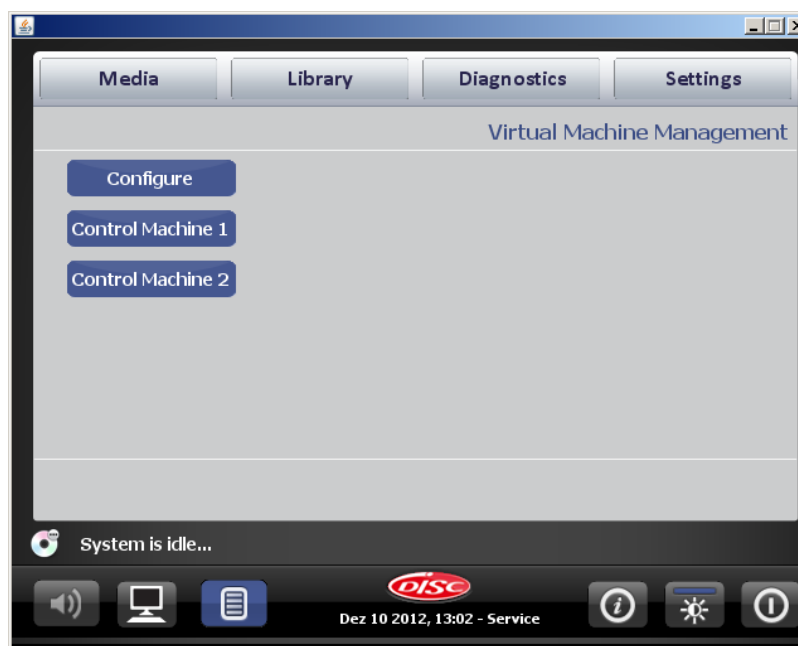 Media Library Diagnostics Settings
Virtual Machine Management
Configure
Control Machine 1
Control Machine 2
System is idle...
DISC
Dez 10 2012, 13:02 - Service